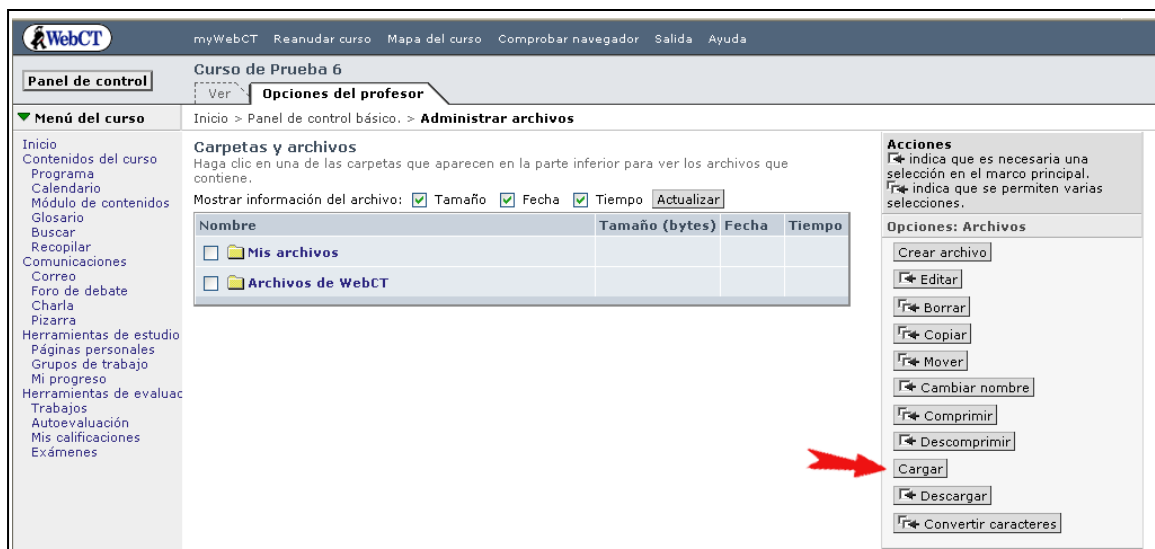 WebCT
myWebCT Reanudar curso Mapa del curso Comprobar navegador Salida Ayuda
Panel de control
Curso de Prueba 6
Ver Opciones del profesor
Menú del curso
Inicio > Panel de control básico. > Administrar archivos
Inicio
Contenidos del curso
Programa
Calendario
Módulo de contenidos
Glosario
Buscar
Recopilar
Comunicaciones
Correo
Foro de debate
Charla
Pizarra
Herramientas de estudio
Páginas personales
Grupos de trabajo
Mi progreso
Herramientas de evaluac
Trabajos
Autoevaluación
Mis calificaciones
Exámenes
Carpetas y archivos
Haga clic en una de las carpetas que aparecen en la parte inferior para ver los archivos que
contiene.
Mostrar información del archivo: Tamaño Fecha Tiempo Actualizar
Nombre Tamaño (bytes) Fecha Tiempo
Mis archivos
Archivos de WebCT
Acciones
indica que es necesaria una
selección en el marco principal.
indica que se permiten varias
selecciones.
Opciones: Archivos
Crear archivo
Editar
Borrar
Copiar
Mover
Cambiar nombre
Comprimir
Descomprimir
Cargar
Descargar
Convertir caracteres